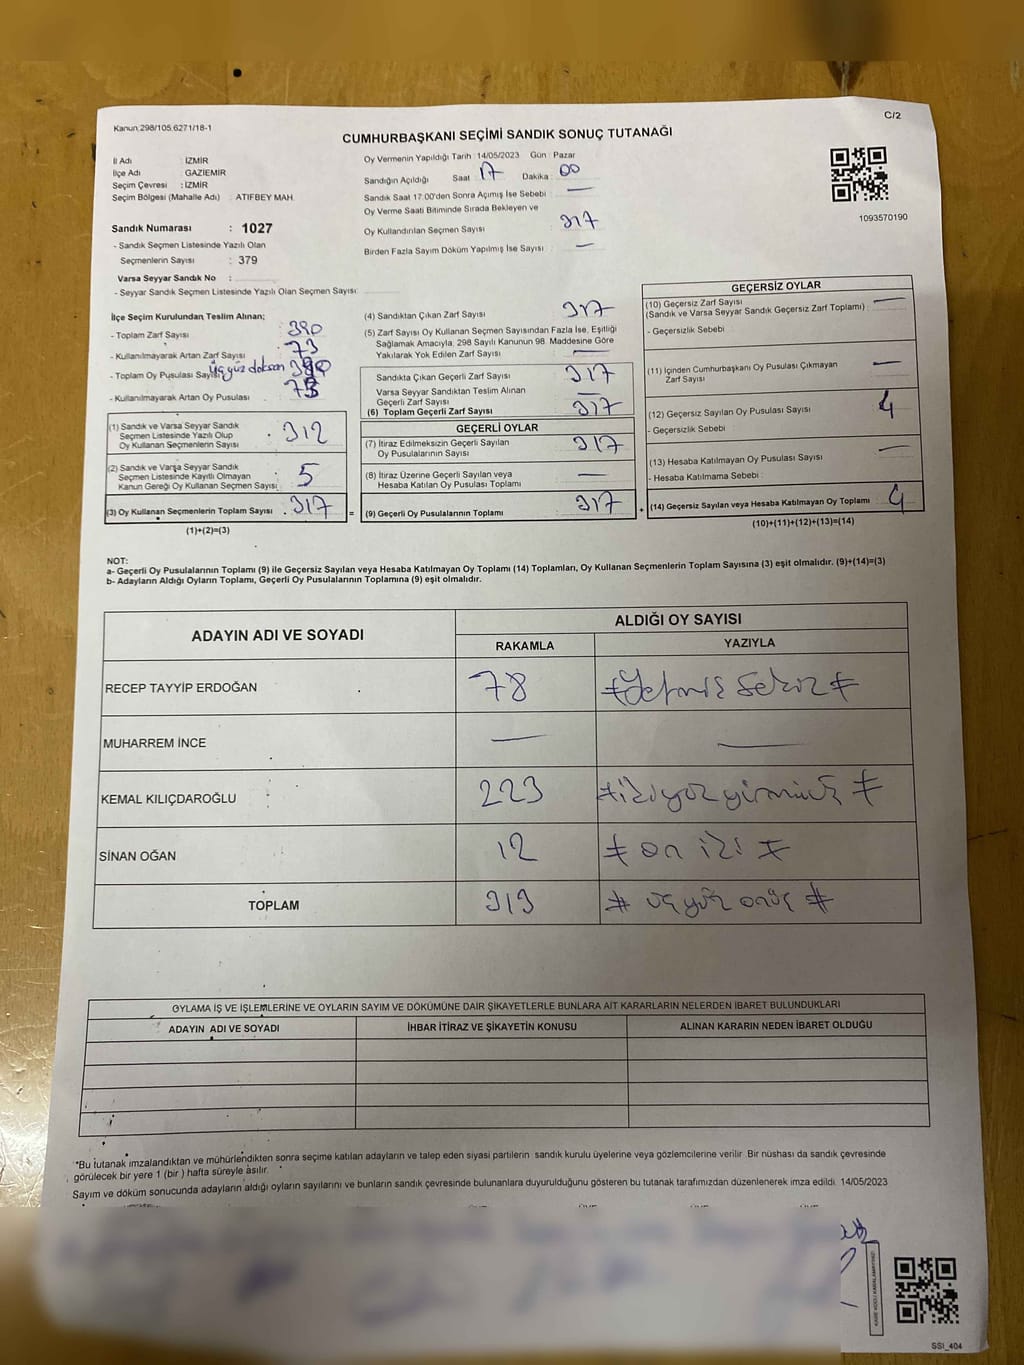 Kanun:298/105,6271/18-1
C/2
CUMHURBAŞKANI SEÇİMİ SANDIK SONUÇ TUTANAĞI
İl Adı : İZMİR
İlçe Adı : GAZİEMİR
Seçim Çevresi : İZMİR
Seçim Bölgesi (Mahalle Adı) : ATIFBEY MAH.
Sandık Numarası : 1027
- Sandık Seçmen Listesinde Yazılı Olan
Seçmenlerin Sayısı : 379
Varsa Seyyar Sandık No :
- Seyyar Sandık Seçmen Listesinde Yazılı Olan Seçmen Sayısı:
Oy Vermenin Yapıldığı Tarih : 14/05/2023 Gün : Pazar
Sandığın Açıldığı Saat : 17 Dakika : 00
Sandık Saat 17:00'den Sonra Açımış İse Sebebi : —
Oy Verme Saati Bitiminde Sırada Bekleyen ve
Oy Kullandırılan Seçmen Sayısı : 317
Birden Fazla Sayım Döküm Yapılmış İse Sayısı : —
1093570190
İlçe Seçim Kurulundan Teslim Alınan;
- Toplam Zarf Sayısı : 390
- Kullanılmayarak Artan Zarf Sayısı : 73
- Toplam Oy Pusulası Sayısı üç yüz doksan 390
- Kullanılmayarak Artan Oy Pusulası : 73
(1) Sandık ve Varsa Seyyar Sandık
Seçmen Listesinde Yazılı Olup
Oy Kullanan Seçmenlerin Sayısı : 312
(2) Sandık ve Varşa Seyyar Sandık
Seçmen Listesinde Kayıtlı Olmayan
Kanun Gereği Oy Kullanan Seçmen Sayısı : 5
(3) Oy Kullanan Seçmenlerin Toplam Sayısı : 317 =
(1)+(2)=(3)
(4) Sandıktan Çıkan Zarf Sayısı 317
(5) Zarf Sayısı Oy Kullanan Seçmen Sayısından Fazla İse, Eşitliği
Sağlamak Amacıyla, 298 Sayılı Kanunun 98. Maddesine Göre
Yakılarak Yok Edilen Zarf Sayısı —
Sandıkta Çıkan Geçerli Zarf Sayısı 317
Varsa Seyyar Sandıktan Teslim Alınan
Geçerli Zarf Sayısı
(6) Toplam Geçerli Zarf Sayısı 317
GEÇERLİ OYLAR
(7) İtiraz Edilmeksizin Geçerli Sayılan
Oy Pusulalarının Sayısı 317
(8) İtiraz Üzerine Geçerli Sayılan veya
Hesaba Katılan Oy Pusulası Toplamı —
(9) Geçerli Oy Pusulalarının Toplamı 317 +
GEÇERSİZ OYLAR
(10) Geçersiz Zarf Sayısı —
(Sandık ve Varsa Seyyar Sandık Geçersiz Zarf Toplamı)
- Geçersizlik Sebebi
(11) İçinden Cumhurbaşkanı Oy Pusulası Çıkmayan —
Zarf Sayısı
(12) Geçersiz Sayılan Oy Pusulası Sayısı 4
- Geçersizlik Sebebi :
(13) Hesaba Katılmayan Oy Pusulası Sayısı —
- Hesaba Katılmama Sebebi :
(14) Geçersiz Sayılan veya Hesaba Katılmayan Oy Toplamı 4
(10)+(11)+(12)+(13)=(14)
NOT:
a- Geçerli Oy Pusulalarının Toplamı (9) ile Geçersiz Sayılan veya Hesaba Katılmayan Oy Toplamı (14) Toplamları, Oy Kullanan Seçmenlerin Toplam Sayısına (3) eşit olmalıdır. (9)+(14)=(3)
b- Adayların Aldığı Oyların Toplamı, Geçerli Oy Pusulalarının Toplamına (9) eşit olmalıdır.
ADAYIN ADI VE SOYADI ALDIĞI OY SAYISI
RAKAMLA YAZIYLA
RECEP TAYYİP ERDOĞAN 78 # Yetmiş Sekiz #
MUHARREM İNCE — —
KEMAL KILIÇDAROĞLU 223 # ikiyüz yirmiüç #
SİNAN OĞAN 12 # on iki #
TOPLAM 313 # üçyüz onüç #
OYLAMA İŞ VE İŞLEMLERİNE VE OYLARIN SAYIM VE DÖKÜMÜNE DAİR ŞİKAYETLERLE BUNLARA AİT KARARLARIN NELERDEN İBARET BULUNDUKLARI
ADAYIN ADI VE SOYADI İHBAR İTİRAZ VE ŞİKAYETİN KONUSU ALINAN KARARIN NEDEN İBARET OLDUĞU
*Bu tutanak imzalandıktan ve mühürlendikten sonra seçime katılan adayların ve talep eden siyasi partilerin sandık kurulu üyelerine veya gözlemcilerine verilir. Bir nüshası da sandık çevresinde
görülecek bir yere 1 (bir ) hafta süreyle asılır.
Sayım ve döküm sonucunda adayların aldığı oyların sayılarını ve bunların sandık çevresinde bulunanlara duyurulduğunu gösteren bu tutanak tarafımızdan düzenlenerek imza edildi. 14/05/2023
SSI_404